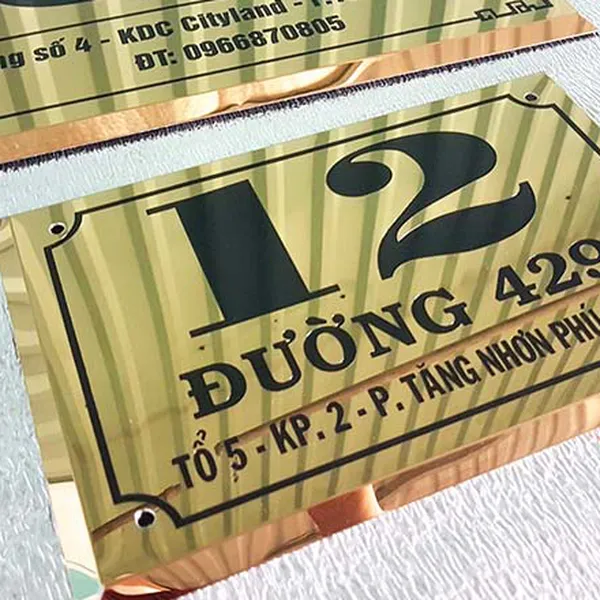 ng số 4 - KDC Cityland - P.
ĐT: 0966870805
12
ĐƯỜNG 429
TỔ 5 - KP. 2 - P. TĂNG NHƠN PHÚ